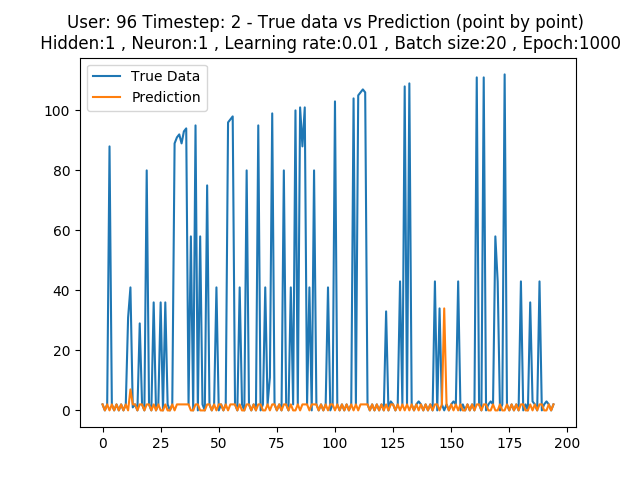 User: 96 Timestep: 2 - True data vs Prediction (point by point)
Hidden:1 , Neuron:1 , Learning rate:0.01 , Batch size:20 , Epoch:1000
True Data
Prediction
100
80
60
40
20
0
0 25 50 75 100 125 150 175 200